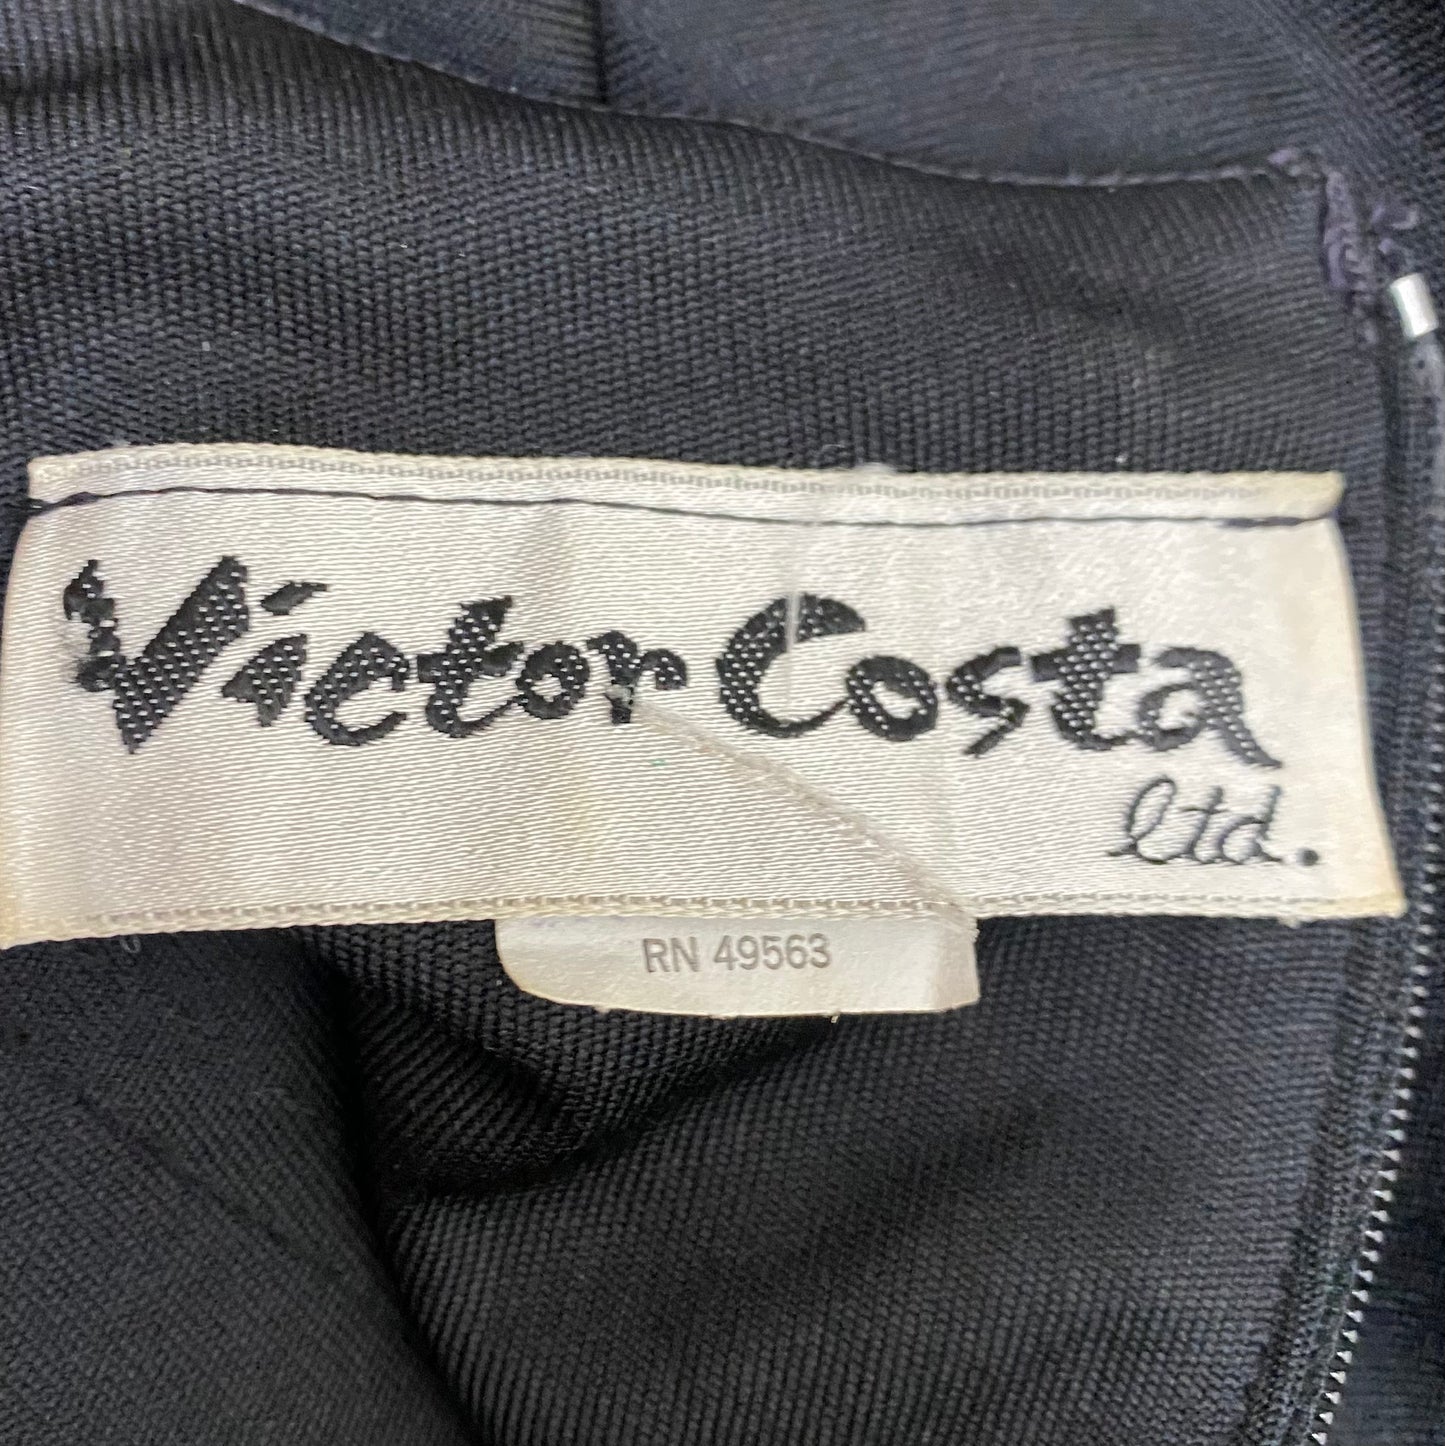 Victor Costa
ltd.
RN 49563